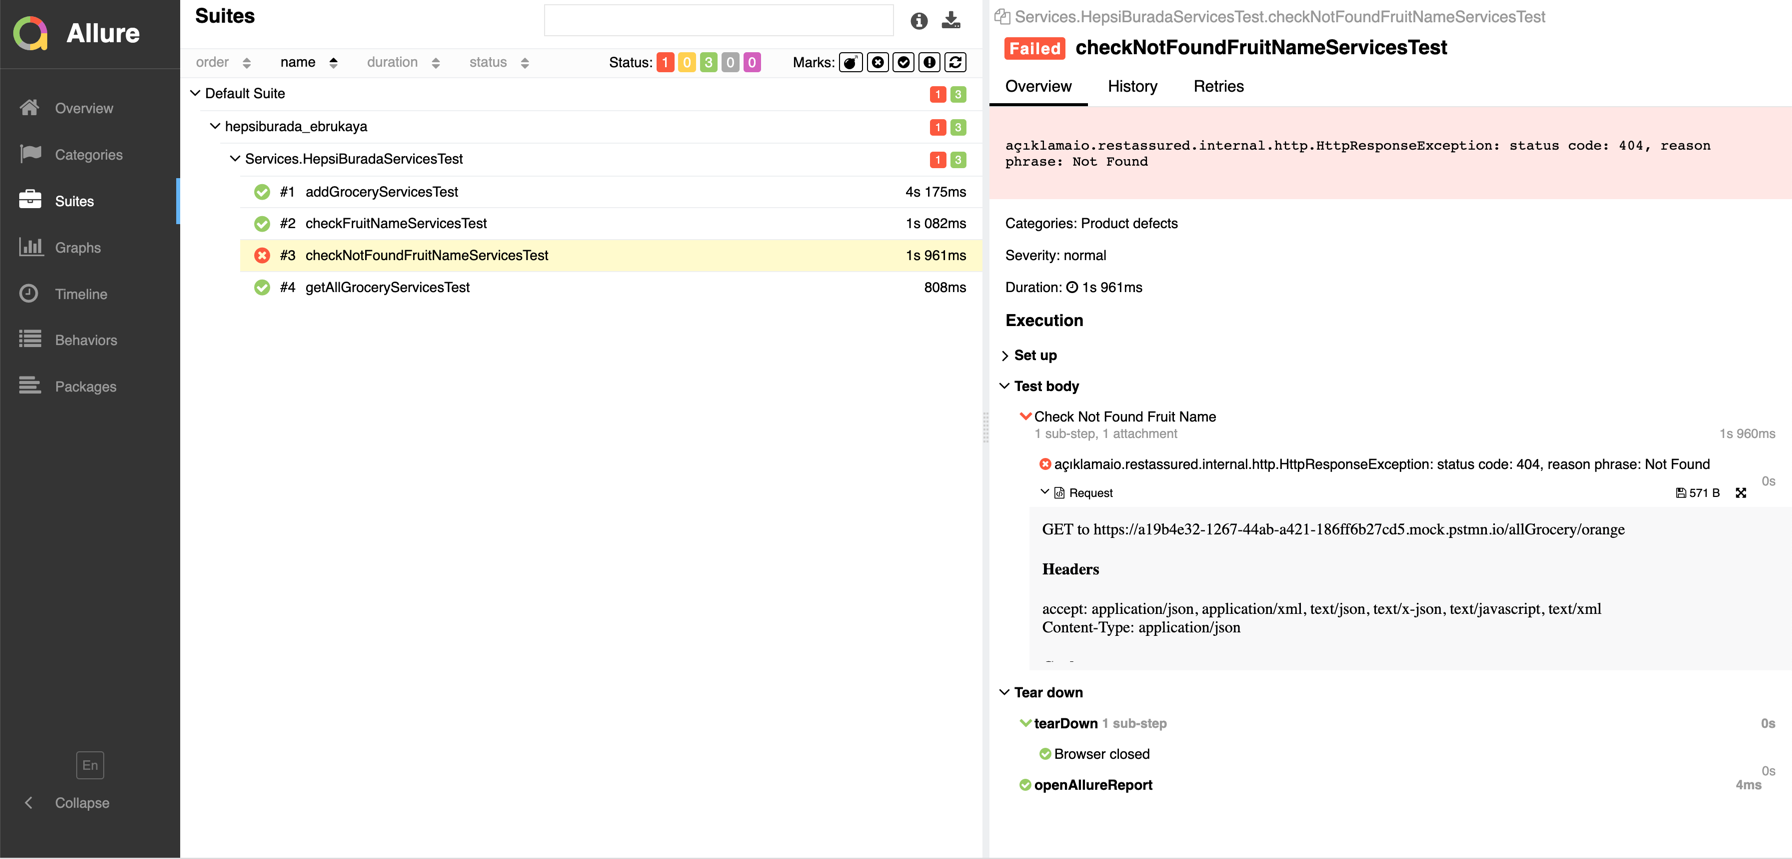 Allure
Overview
Categories
Suites
Graphs
Timeline
Behaviors
Packages
En
Collapse
Suites
order name duration status Status: 1 0 3 0 0 Marks:
Default Suite 1 3
hepsiburada_ebrukaya 1 3
Services.HepsiBuradaServicesTest 1 3
#1 addGroceryServicesTest 4s 175ms
#2 checkFruitNameServicesTest 1s 082ms
#3 checkNotFoundFruitNameServicesTest 1s 961ms
#4 getAllGroceryServicesTest 808ms
Services.HepsiBuradaServicesTest.checkNotFoundFruitNameServicesTest
Failed checkNotFoundFruitNameServicesTest
Overview History Retries
açıklamaio.restassured.internal.http.HttpResponseException: status code: 404, reason
phrase: Not Found
Categories: Product defects
Severity: normal
Duration: 1s 961ms
Execution
Set up
Test body
Check Not Found Fruit Name
1 sub-step, 1 attachment 1s 960ms
açıklamaio.restassured.internal.http.HttpResponseException: status code: 404, reason phrase: Not Found
0s
Request 571 B
GET to https://a19b4e32-1267-44ab-a421-186ff6b27cd5.mock.pstmn.io/allGrocery/orange
Headers
accept: application/json, application/xml, text/json, text/x-json, text/javascript, text/xml
Content-Type: application/json
Tear down
tearDown 1 sub-step 0s
Browser closed
0s
openAllureReport 4ms